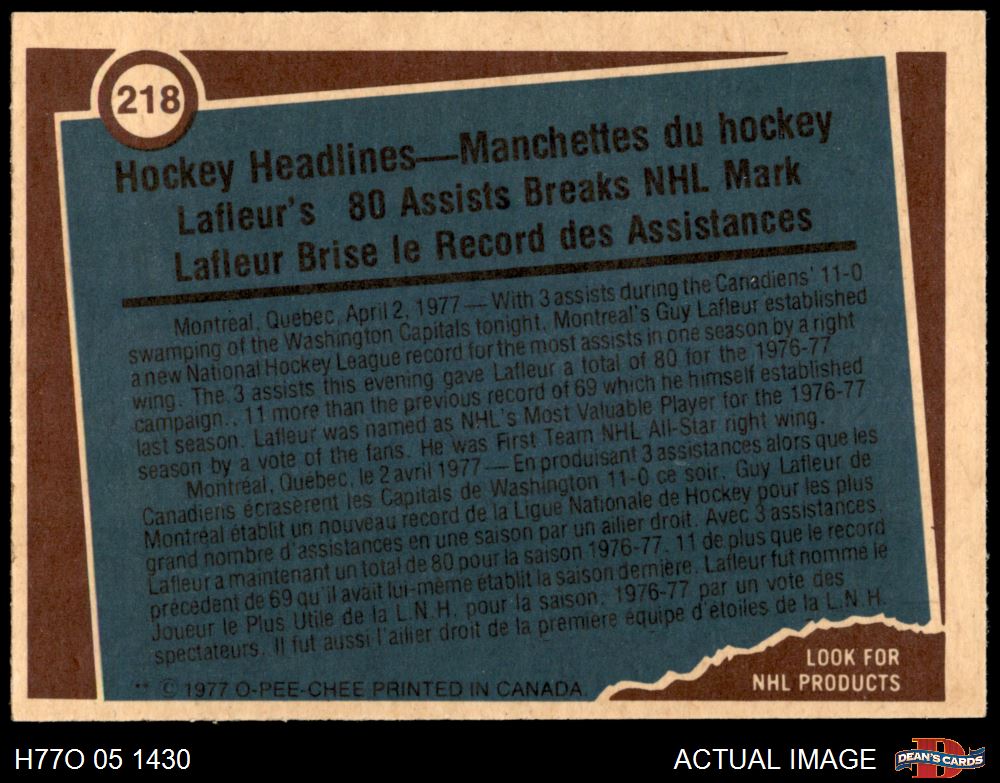 218
Hockey Headlines—Manchettes du hockey
Lafleur's 80 Assists Breaks NHL Mark
Lafleur Brise le Record des Assistances
Montreal, Quebec, April 2, 1977 — With 3 assists during the Canadiens' 11-0
swamping of the Washington Capitals tonight, Montreal's Guy Lafleur established
a new National Hockey League record for the most assists in one season by a right
wing. The 3 assists this evening gave Lafleur a total of 80 for the 1976-77
campaign.. 11 more than the previous record of 69 which he himself established
last season. Lafleur was named as NHL's Most Valuable Player for the 1976-77
season by a vote of the fans. He was First Team NHL All-Star right wing.
Montréal, Québec, le 2 avril 1977 — En produisant 3 assistances alors que les
Canadiens écrasèrent les Capitals de Washington 11-0 ce soir, Guy Lafleur de
Montréal établit un nouveau record de la Ligue Nationale de Hockey pour les plus
grand nombre d'assistances en une saison par un ailier droit. Avec 3 assistances,
Lafleur a maintenant un total de 80 pour la saison 1976-77. 11 de plus que le record
précédent de 69 qu'il avait lui-même établit la saison dernière. Lafleur fut nommé le
Joueur le Plus Utile de la L.N.H. pour la saison, 1976-77 par un vote des
spectateurs. Il fut aussi l'ailier droit de la première équipe d'étoiles de la L.N.H.
** © 1977 O-PEE-CHEE PRINTED IN CANADA.
LOOK FOR
NHL PRODUCTS
H77O 05 1430
ACTUAL IMAGE
D
DEAN'S CARDS